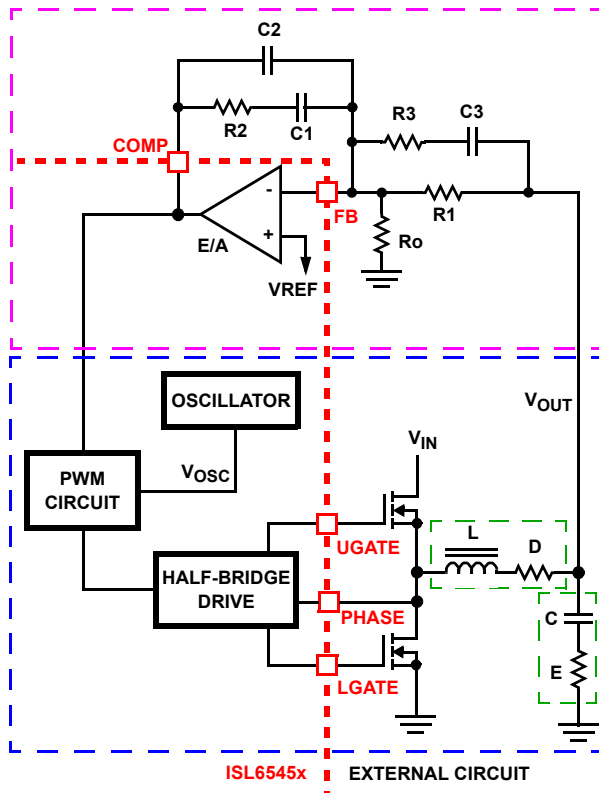 C2
R2
C1
R3
C3
COMP
-
+
E/A
FB
R1
Ro
VREF
OSCILLATOR
VOUT
VIN
PWM
CIRCUIT
VOSC
UGATE
L
D
HALF-BRIDGE
DRIVE
PHASE
C
E
LGATE
ISL6545x
EXTERNAL CIRCUIT